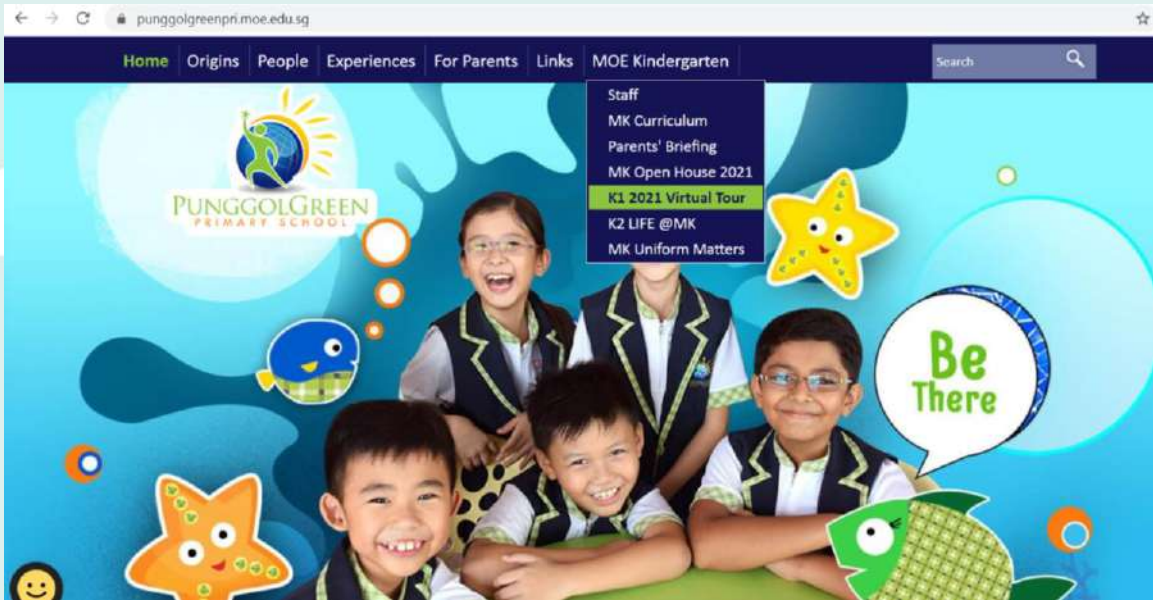 punggolgreenpri.moe.edu.sg
Home Origins People Experiences For Parents Links MOE Kindergarten Search
Staff
MK Curriculum
Parents' Briefing
MK Open House 2021
K1 2021 Virtual Tour
K2 LIFE @MK
MK Uniform Matters
PUNGGOLGREEN
PRIMARY SCHOOL
Be
There